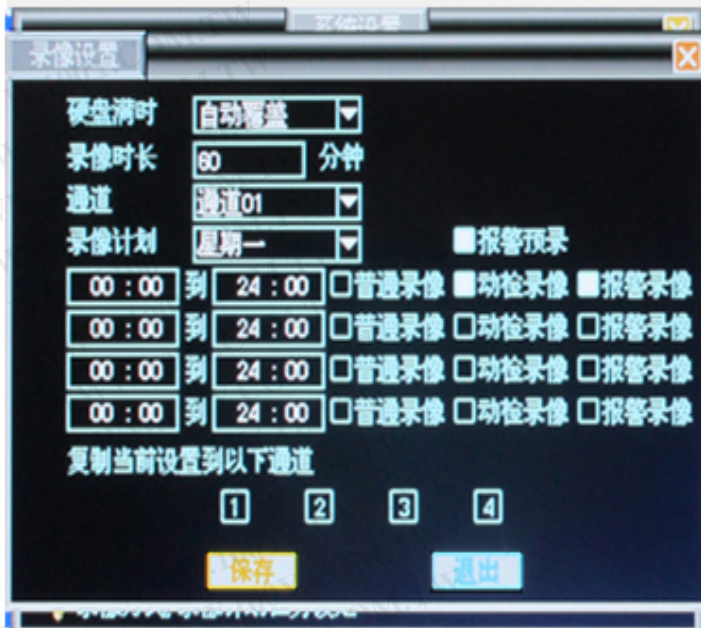 系统设置
录像设置
硬盘满时 自动覆盖
录像时长 60 分钟
通道 通道01
录像计划 星期一 报警预录
00:00 到 24:00 普通录像 动检录像 报警录像
00:00 到 24:00 普通录像 动检录像 报警录像
00:00 到 24:00 普通录像 动检录像 报警录像
00:00 到 24:00 普通录像 动检录像 报警录像
复制当前设置到以下通道
1 2 3 4
保存 退出